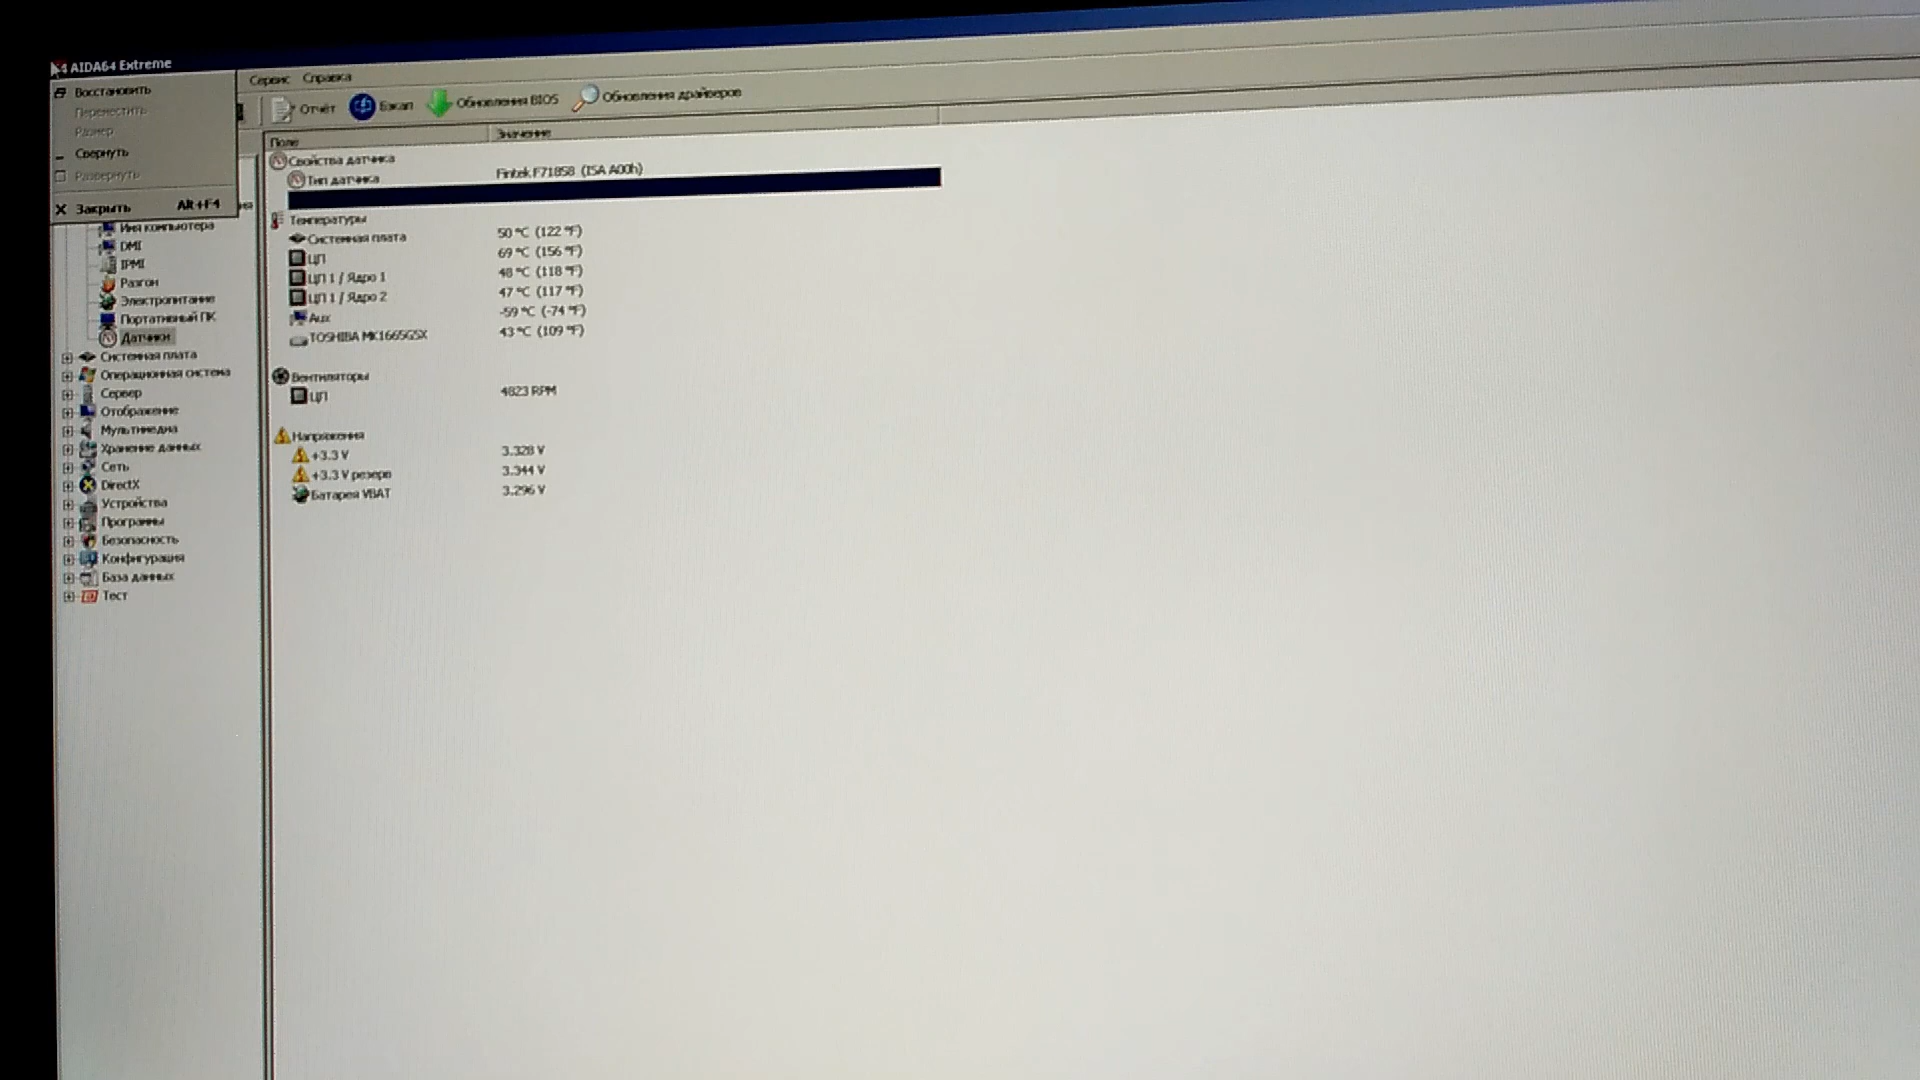 AIDA64 Extreme
Восстановить
Переместить
Размер
Свернуть
Развернуть
Закрыть Alt+F4
Сервис Справка
Отчёт Бэкап Обновления BIOS Обновления драйверов
Поле Значение
Имя компьютера
DMI
IPMI
Разгон
Электропитание
Портативный ПК
Датчики
Системная плата
Операционная система
Сервер
Отображение
Мультимедиа
Хранение данных
Сеть
DirectX
Устройства
Программы
Безопасность
Конфигурация
База данных
Тест
Свойства датчика
Тип датчика Fintek F71858 (ISA A00h)
Температуры
Системная плата 50 °C (122 °F)
ЦП 69 °C (156 °F)
ЦП 1 / Ядро 1 48 °C (118 °F)
ЦП 1 / Ядро 2 47 °C (117 °F)
Aux -59 °C (-74 °F)
TOSHIBA MK1665GSX 43 °C (109 °F)
Вентиляторы
ЦП 4823 RPM
Напряжения
+3.3 V 3.328 V
+3.3 V резерв 3.344 V
Батарея VBAT 3.296 V